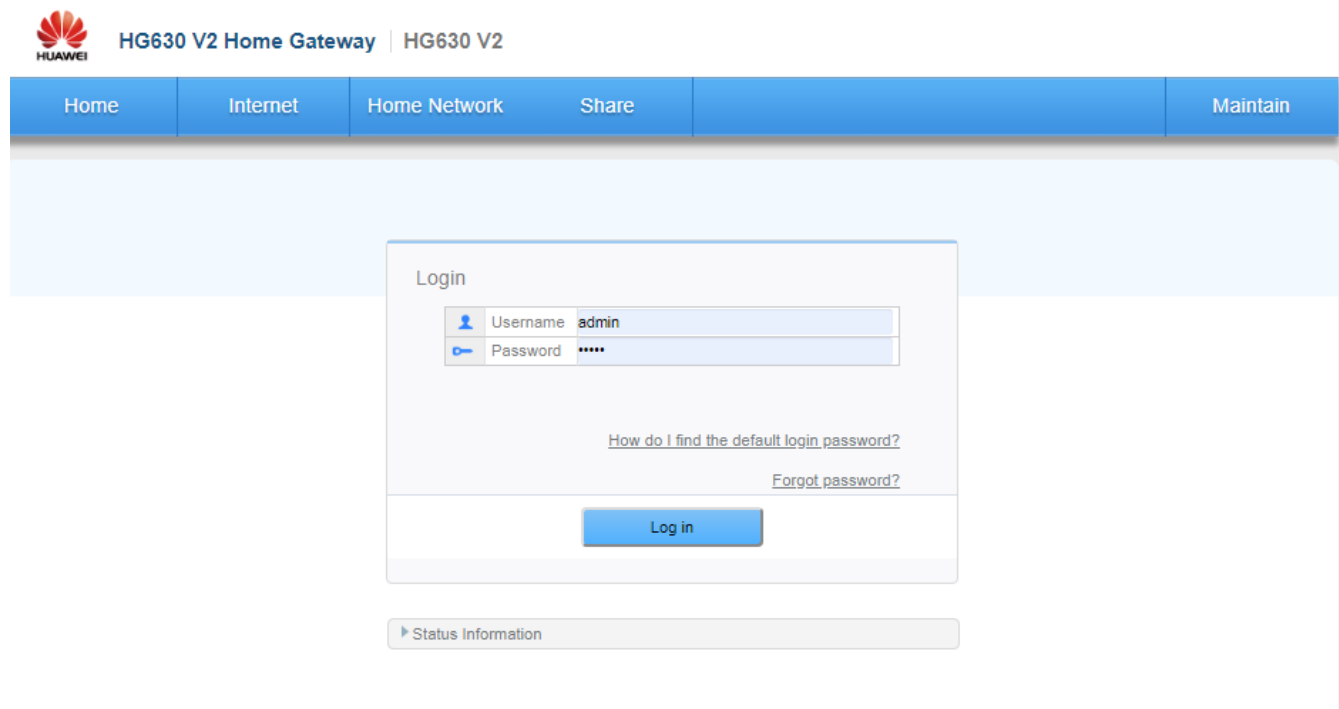 HUAWEI
HG630 V2 Home Gateway HG630 V2
Home Internet Home Network Share Maintain
Login
Username admin
Password •••••
How do I find the default login password?
Forgot password?
Log in
Status Information